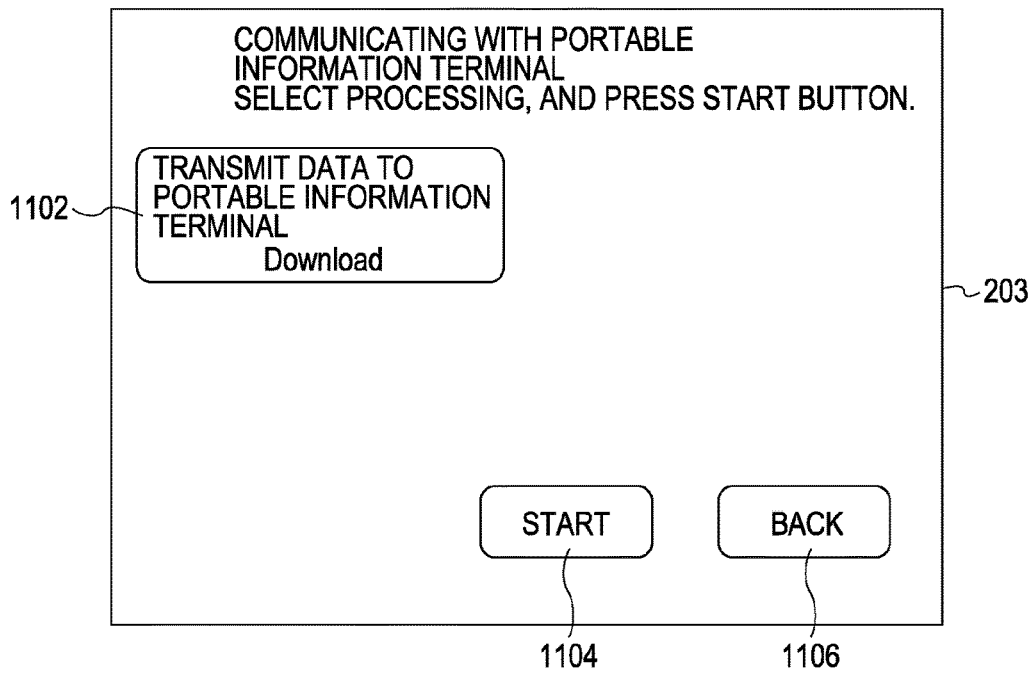 COMMUNICATING WITH PORTABLE
INFORMATION TERMINAL
SELECT PROCESSING, AND PRESS START BUTTON.
TRANSMIT DATA TO
PORTABLE INFORMATION
TERMINAL
Download
1102
203
START
BACK
1104
1106